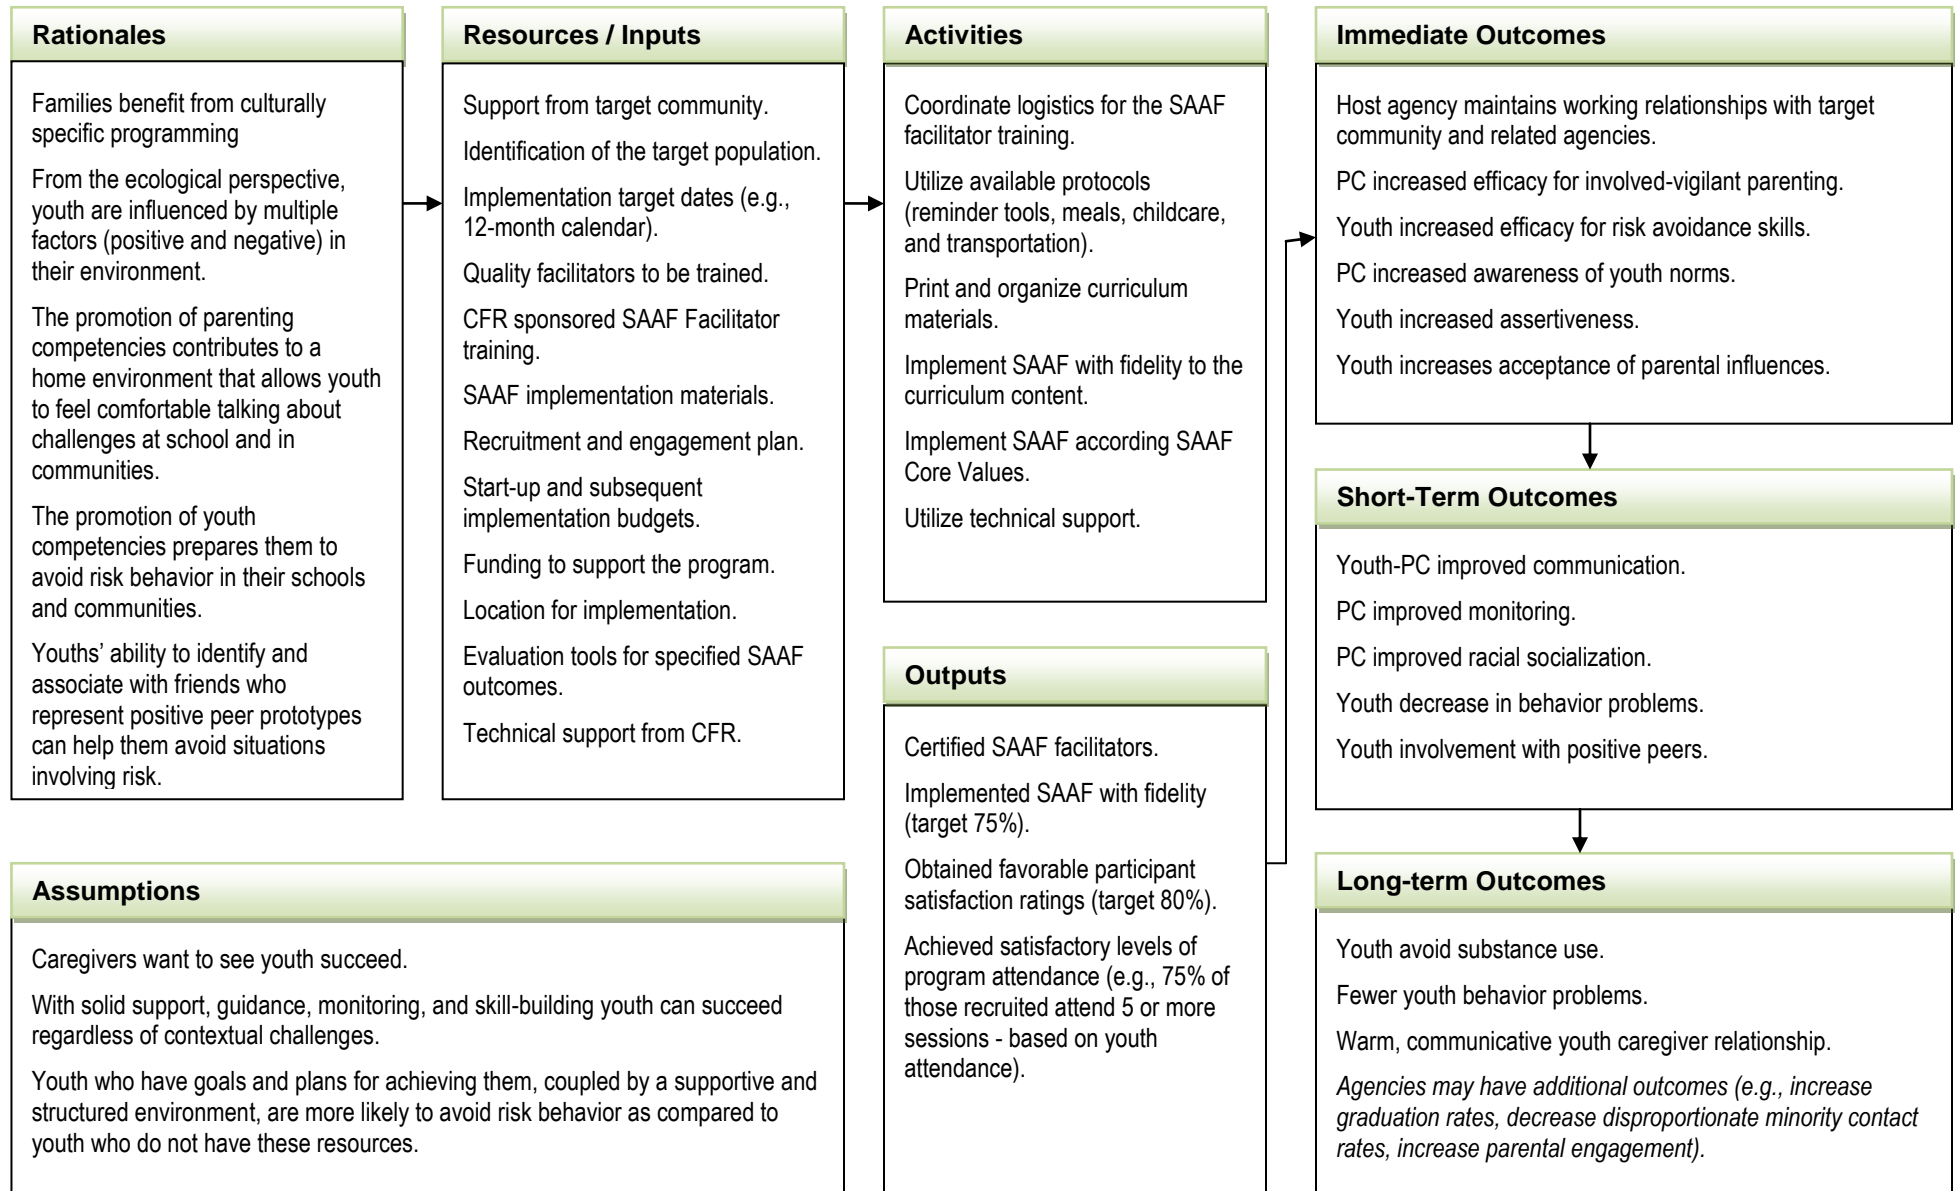 Rationales
Families benefit from culturally
specific programming
From the ecological perspective,
youth are influenced by multiple
factors (positive and negative) in
their environment.
The promotion of parenting
competencies contributes to a
home environment that allows youth
to feel comfortable talking about
challenges at school and in
communities.
The promotion of youth
competencies prepares them to
avoid risk behavior in their schools
and communities.
Youths’ ability to identify and
associate with friends who
represent positive peer prototypes
can help them avoid situations
involving risk.
Resources / Inputs
Support from target community.
Identification of the target population.
Implementation target dates (e.g.,
12-month calendar).
Quality facilitators to be trained.
CFR sponsored SAAF Facilitator
training.
SAAF implementation materials.
Recruitment and engagement plan.
Start-up and subsequent
implementation budgets.
Funding to support the program.
Location for implementation.
Evaluation tools for specified SAAF
outcomes.
Technical support from CFR.
Assumptions
Caregivers want to see youth succeed.
With solid support, guidance, monitoring, and skill-building youth can succeed
regardless of contextual challenges.
Youth who have goals and plans for achieving them, coupled by a supportive and
structured environment, are more likely to avoid risk behavior as compared to
youth who do not have these resources.
Activities
Coordinate logistics for the SAAF
facilitator training.
Utilize available protocols
(reminder tools, meals, childcare,
and transportation).
Print and organize curriculum
materials.
Implement SAAF with fidelity to the
curriculum content.
Implement SAAF according SAAF
Core Values.
Utilize technical support.
Outputs
Certified SAAF facilitators.
Implemented SAAF with fidelity
(target 75%).
Obtained favorable participant
satisfaction ratings (target 80%).
Achieved satisfactory levels of
program attendance (e.g., 75% of
those recruited attend 5 or more
sessions - based on youth
attendance).
Immediate Outcomes
Host agency maintains working relationships with target
community and related agencies.
PC increased efficacy for involved-vigilant parenting.
Youth increased efficacy for risk avoidance skills.
PC increased awareness of youth norms.
Youth increased assertiveness.
Youth increases acceptance of parental influences.
Short-Term Outcomes
Youth-PC improved communication.
PC improved monitoring.
PC improved racial socialization.
Youth decrease in behavior problems.
Youth involvement with positive peers.
Long-term Outcomes
Youth avoid substance use.
Fewer youth behavior problems.
Warm, communicative youth caregiver relationship.
Agencies may have additional outcomes (e.g., increase
graduation rates, decrease disproportionate minority contact
rates, increase parental engagement).